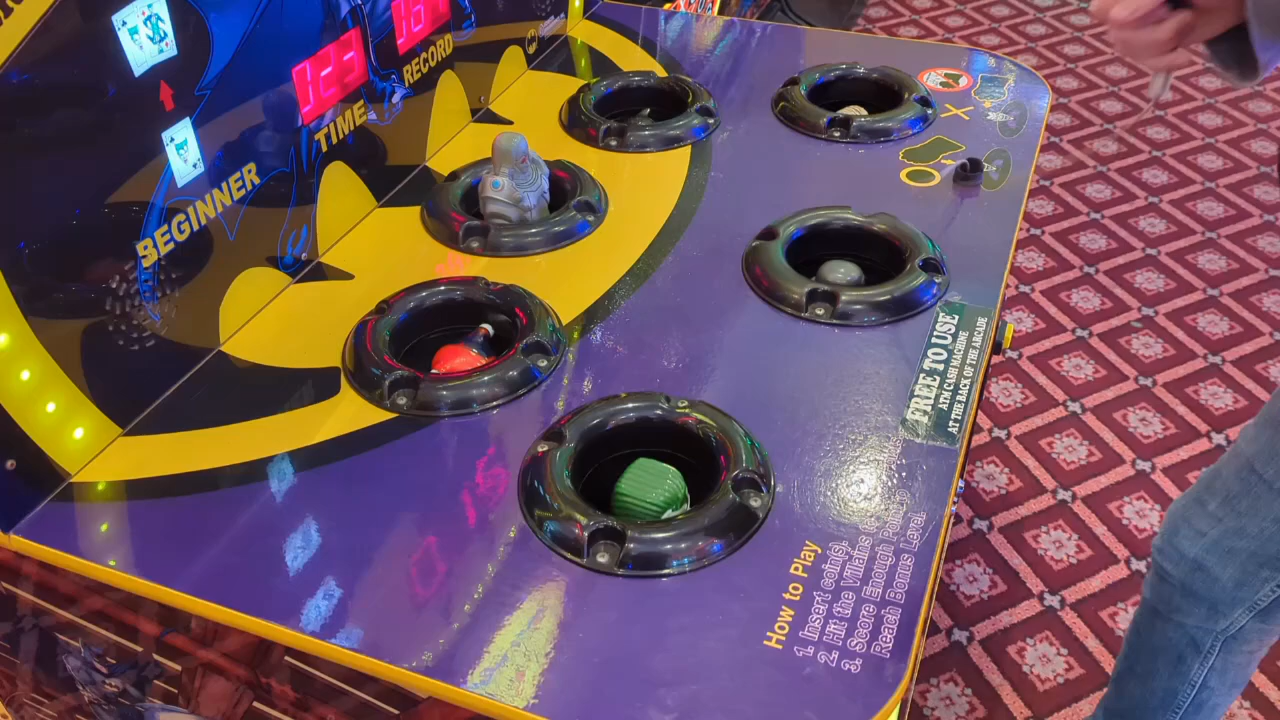 BEGINNER
TIME
RECORD
FREE TO USE
ATM CASH MACHINE
AT THE BACK OF THE ARCADE
How to Play
1. Insert coin(s).
2. Hit the Villains
3. Score Enough Points to
Reach Bonus Level.